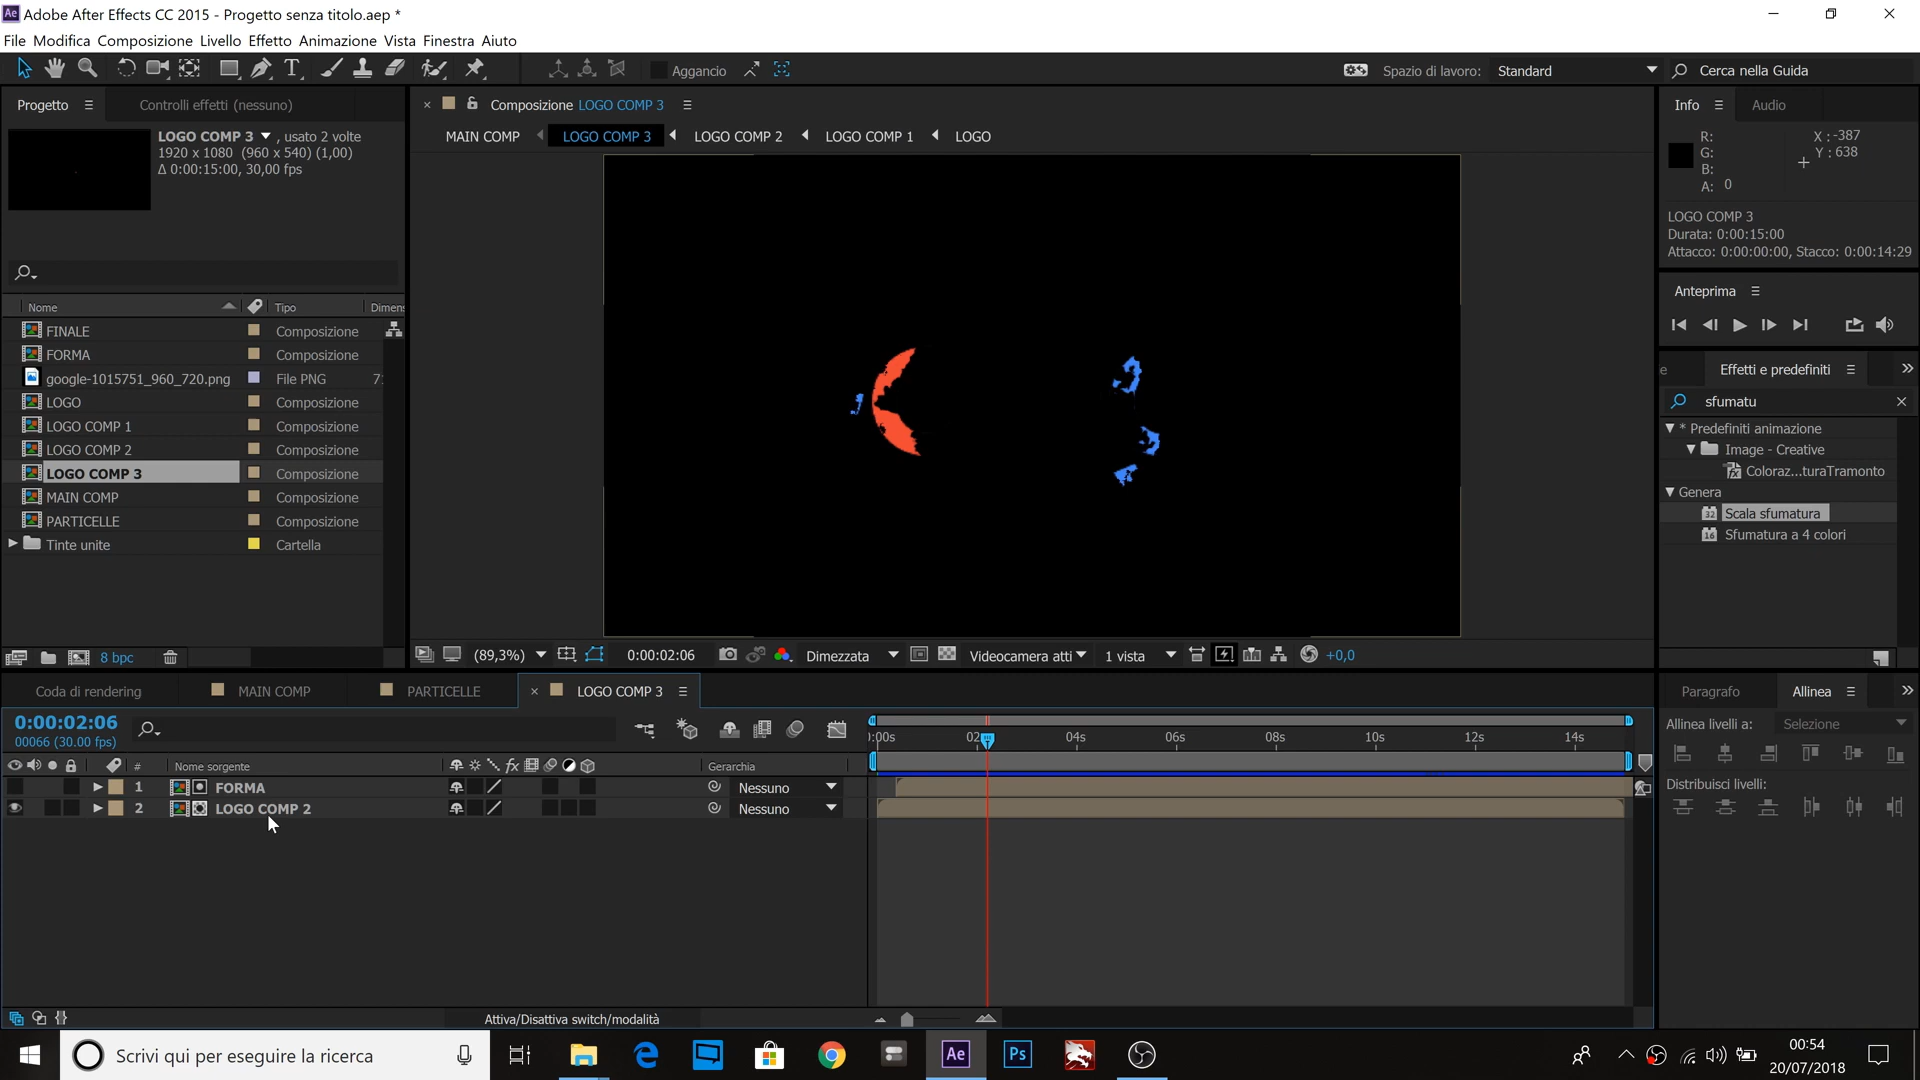 Adobe After Effects CC 2015 - Progetto senza titolo.aep *
File Modifica Composizione Livello Effetto Animazione Vista Finestra Aiuto
Aggancio
Spazio di lavoro: Standard
Cerca nella Guida
Progetto
Controlli effetti (nessuno)
LOGO COMP 3 , usato 2 volte
1920 x 1080 (960 x 540) (1,00)
Δ 0:00:15:00, 30,00 fps
Nome Tipo Dimens
FINALE Composizione
FORMA Composizione
google-1015751_960_720.png File PNG 7
LOGO Composizione
LOGO COMP 1 Composizione
LOGO COMP 2 Composizione
LOGO COMP 3 Composizione
MAIN COMP Composizione
PARTICELLE Composizione
Tinte unite Cartella
8 bpc
Composizione LOGO COMP 3
MAIN COMP LOGO COMP 3 LOGO COMP 2 LOGO COMP 1 LOGO
(89,3%) 0:00:02:06 Dimezzata Videocamera atti 1 vista +0,0
Info Audio
R: X : -387
G: Y : 638
B:
A: 0
LOGO COMP 3
Durata: 0:00:15:00
Attacco: 0:00:00:00, Stacco: 0:00:14:29
Anteprima
e Effetti e predefiniti
sfumatu
* Predefiniti animazione
Image - Creative
Coloraz...turaTramonto
Genera
32 Scala sfumatura
16 Sfumatura a 4 colori
Coda di rendering MAIN COMP PARTICELLE LOGO COMP 3
0:00:02:06
00066 (30.00 fps)
# Nome sorgente fx Gerarchia
1 FORMA Nessuno
2 LOGO COMP 2 Nessuno
):00s 02 04s 06s 08s 10s 12s 14s
Attiva/Disattiva switch/modalità
Paragrafo Allinea
Allinea livelli a: Selezione
Distribuisci livelli:
Scrivi qui per eseguire la ricerca
Ae
Ps
00:54
20/07/2018